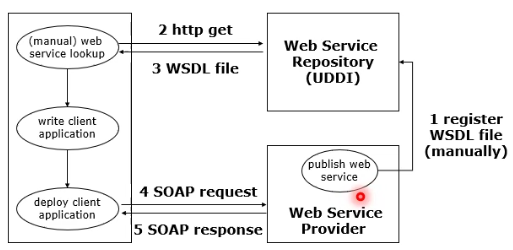 (manual) web
service lookup
write client
application
deploy client
application
2 http get
3 WSDL file
4 SOAP request
5 SOAP response
Web Service
Repository
(UDDI)
1 register
WSDL file
(manually)
publish web
service
Web Service
Provider